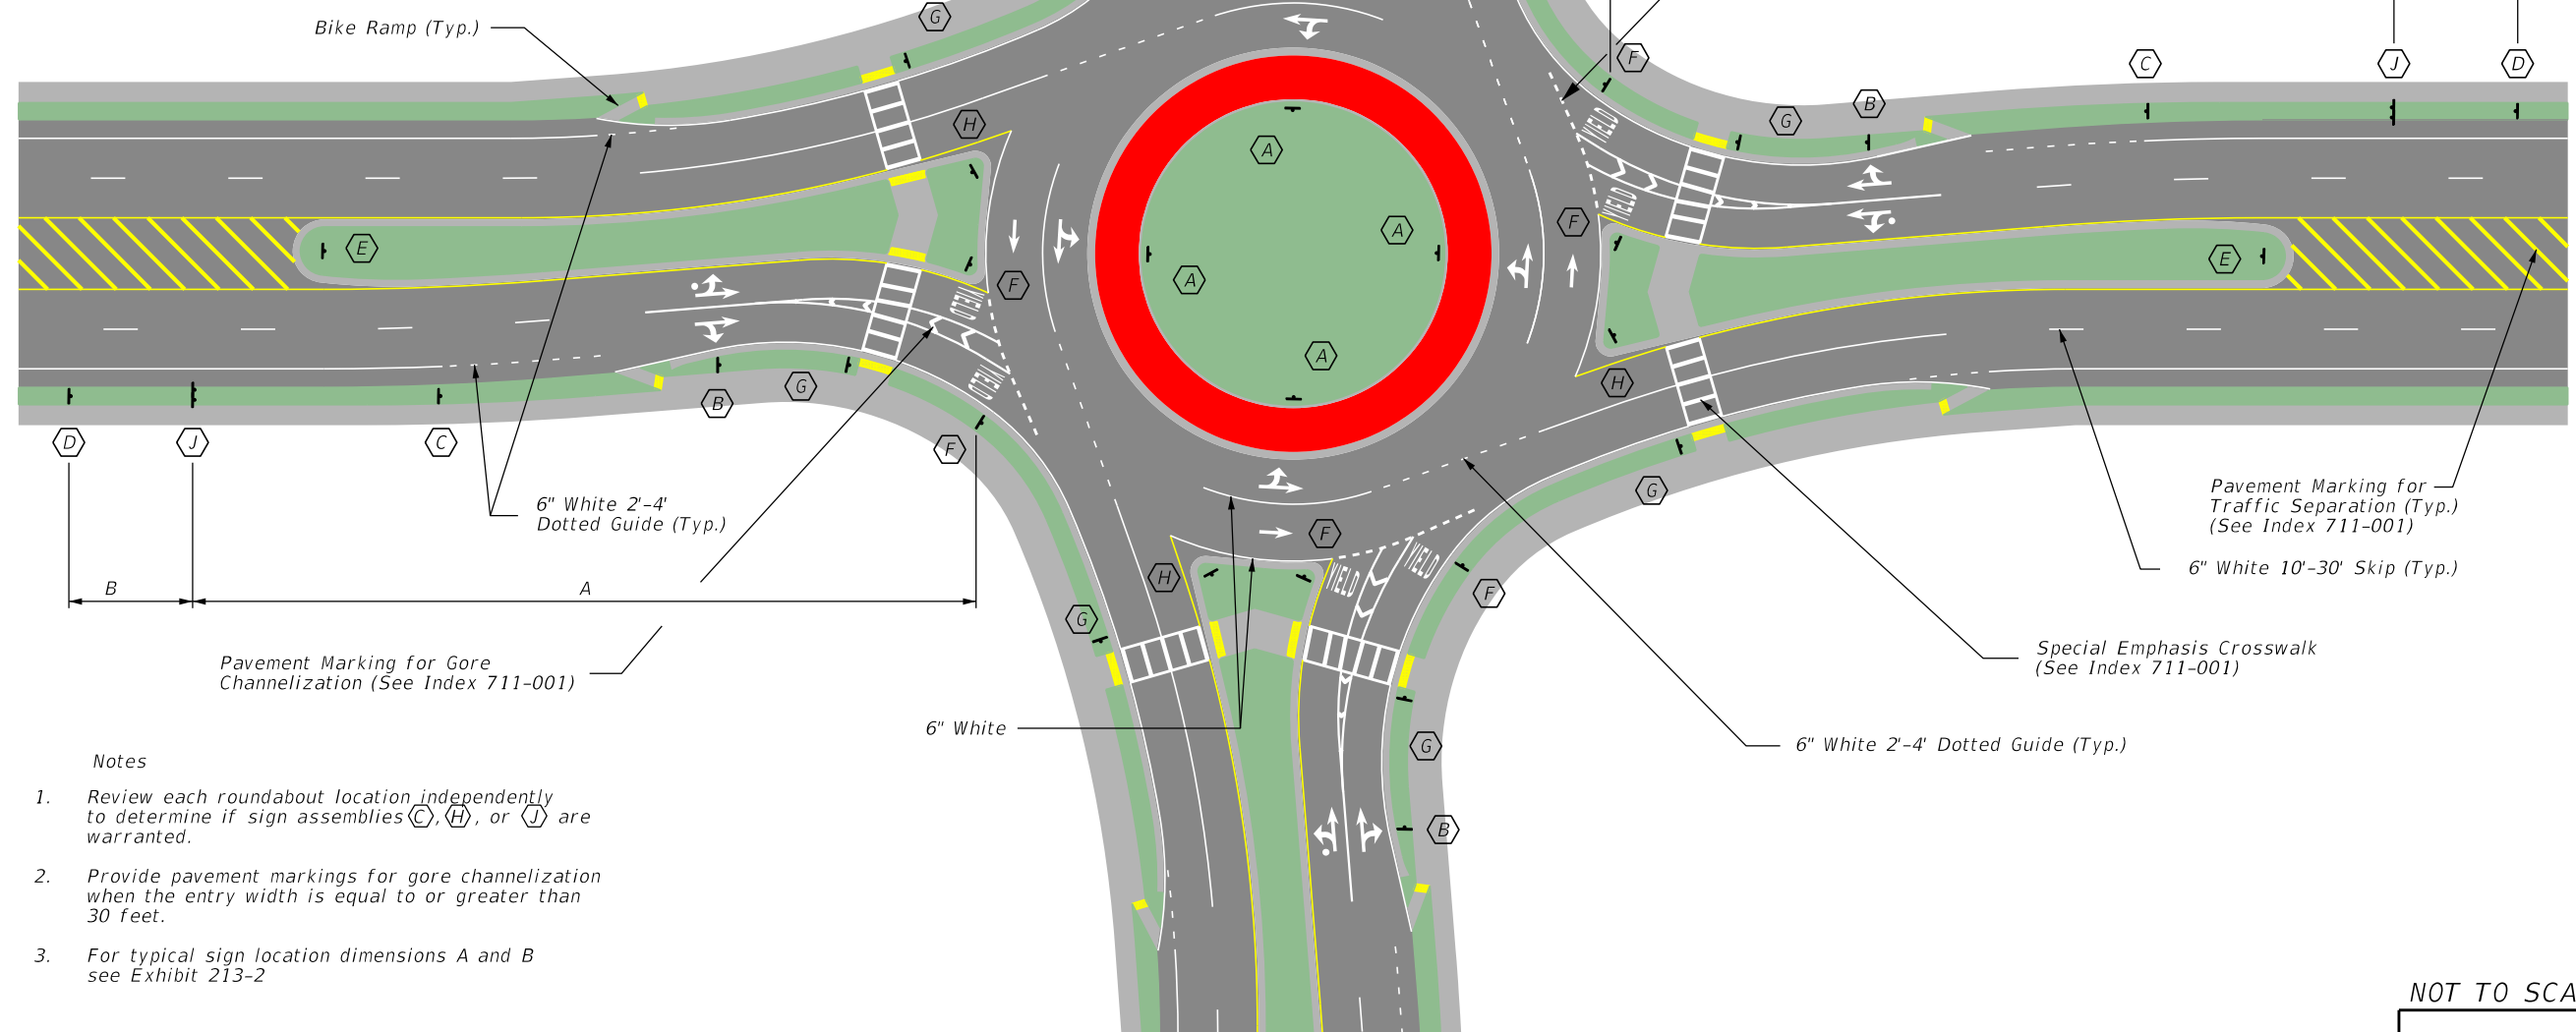 Bike Ramp (Typ.)
G
F
C
J
D
B
G
H
A
YIELD
YIELD
E
A
F
E
A
F
YIELD
A
H
B
G
YIELD
D
J
C
F
G
6" White 2'-4'
Dotted Guide (Typ.)
Pavement Marking for
Traffic Separation (Typ.)
(See Index 711-001)
6" White 10'-30' Skip (Typ.)
F
YIELD
YIELD
H
F
B
A
G
Special Emphasis Crosswalk
(See Index 711-001)
Pavement Marking for Gore
Channelization (See Index 711-001)
6" White
G
6" White 2'-4' Dotted Guide (Typ.)
B
Notes
1. Review each roundabout location independently
to determine if sign assemblies C, H, or J are
warranted.
2. Provide pavement markings for gore channelization
when the entry width is equal to or greater than
30 feet.
3. For typical sign location dimensions A and B
see Exhibit 213-2
NOT TO SCA